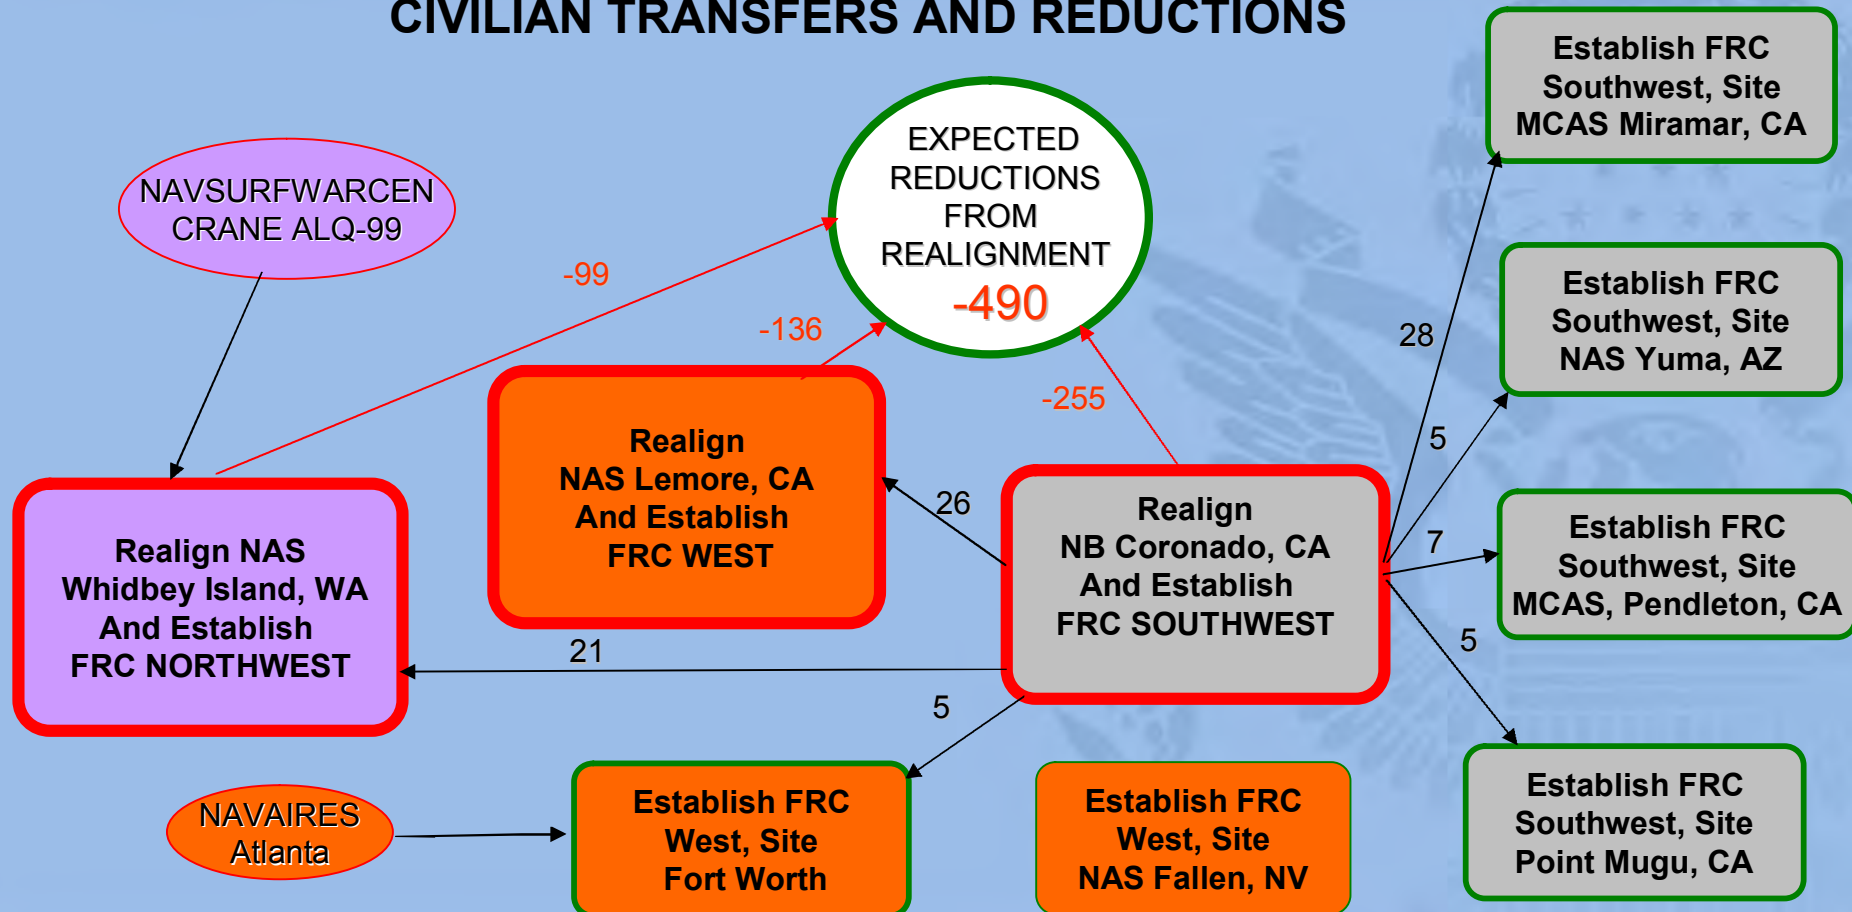 CIVILIAN TRANSFERS AND REDUCTIONS
Establish FRC
Southwest, Site
MCAS Miramar, CA
EXPECTED
REDUCTIONS
FROM
REALIGNMENT
-490
NAVSURFWARCEN
CRANE ALQ-99
-99
-136
-255
28
Establish FRC
Southwest, Site
NAS Yuma, AZ
5
Realign
NAS Lemore, CA
And Establish
FRC WEST
26
Realign
NB Coronado, CA
And Establish
FRC SOUTHWEST
7
Establish FRC
Southwest, Site
MCAS, Pendleton, CA
Realign NAS
Whidbey Island, WA
And Establish
FRC NORTHWEST
21
5
5
NAVAIRES
Atlanta
Establish FRC
West, Site
Fort Worth
Establish FRC
West, Site
NAS Fallen, NV
Establish FRC
Southwest, Site
Point Mugu, CA